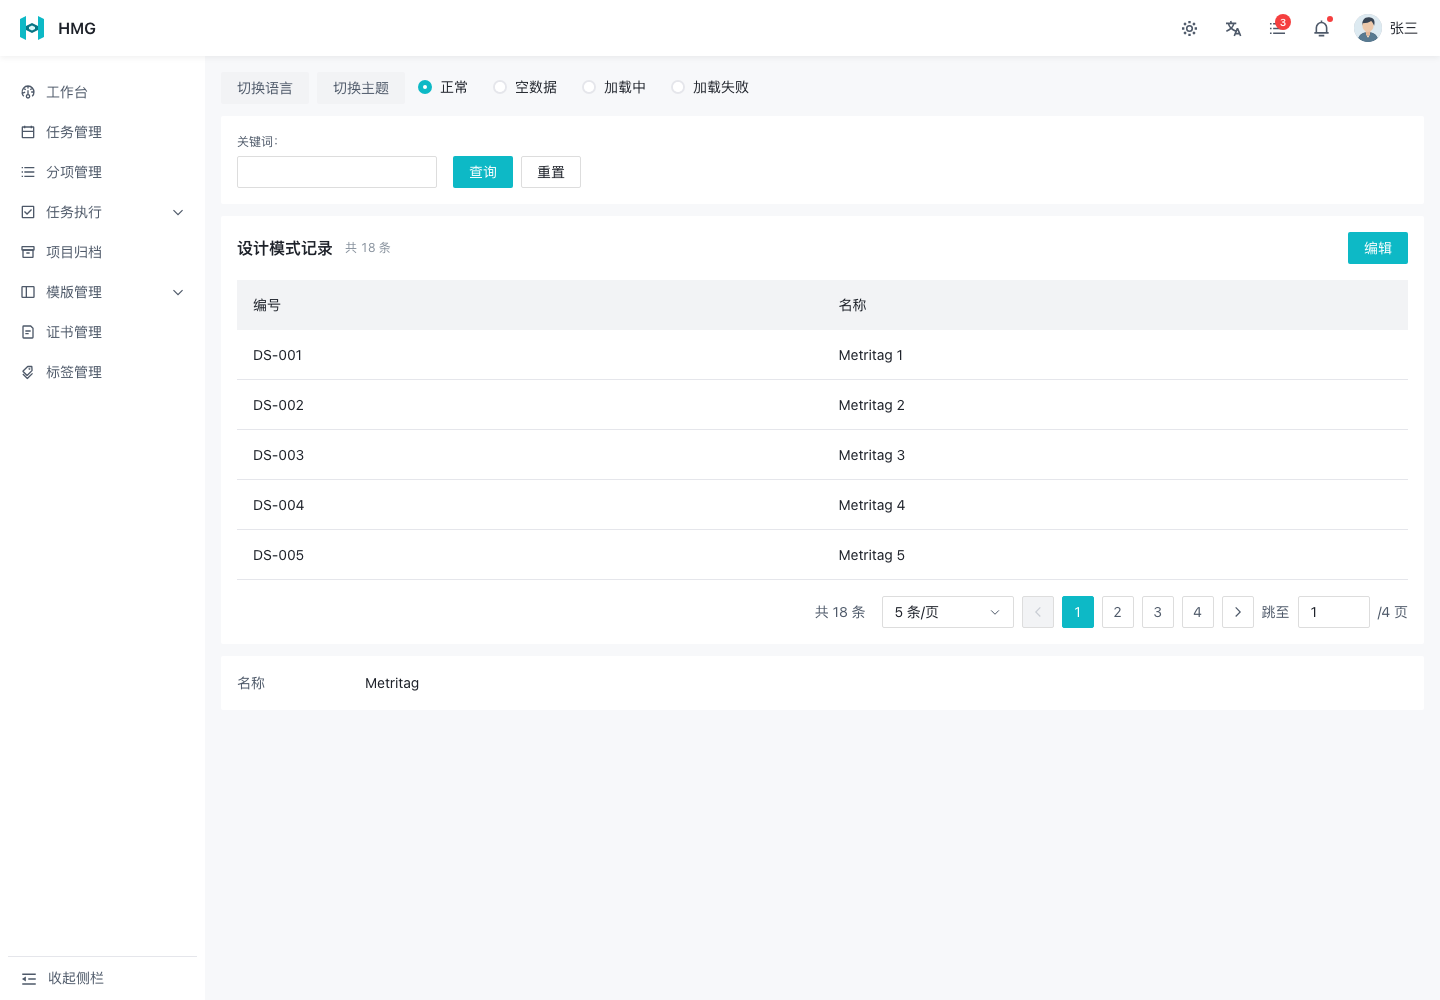 HMG
3
张三
工作台
任务管理
分项管理
任务执行
项目归档
模版管理
证书管理
标签管理
收起侧栏
切换语言 切换主题 正常 空数据 加载中 加载失败
关键词:
查询 重置
设计模式记录 共 18 条 编辑
编号 名称
DS-001 Metritag 1
DS-002 Metritag 2
DS-003 Metritag 3
DS-004 Metritag 4
DS-005 Metritag 5
共 18 条 5 条/页 1 2 3 4 跳至 1 /4 页
名称 Metritag